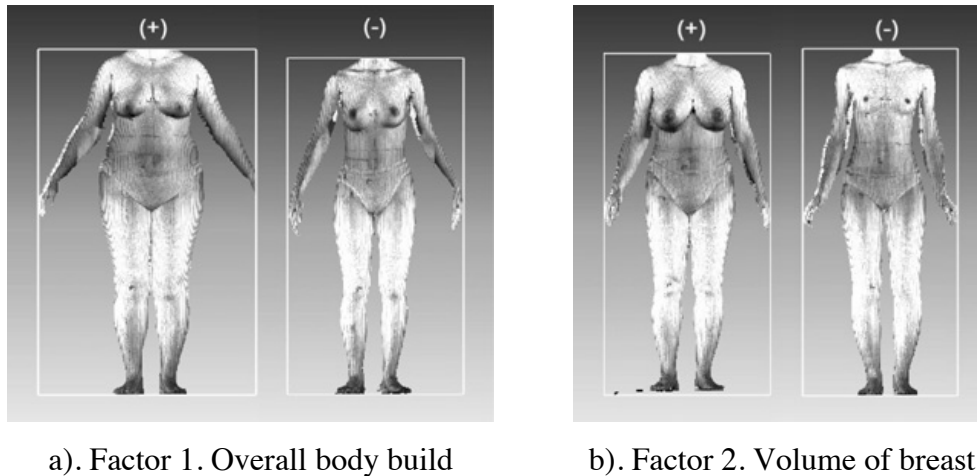 (+) (-) (+) (-)
a). Factor 1. Overall body build b). Factor 2. Volume of breast